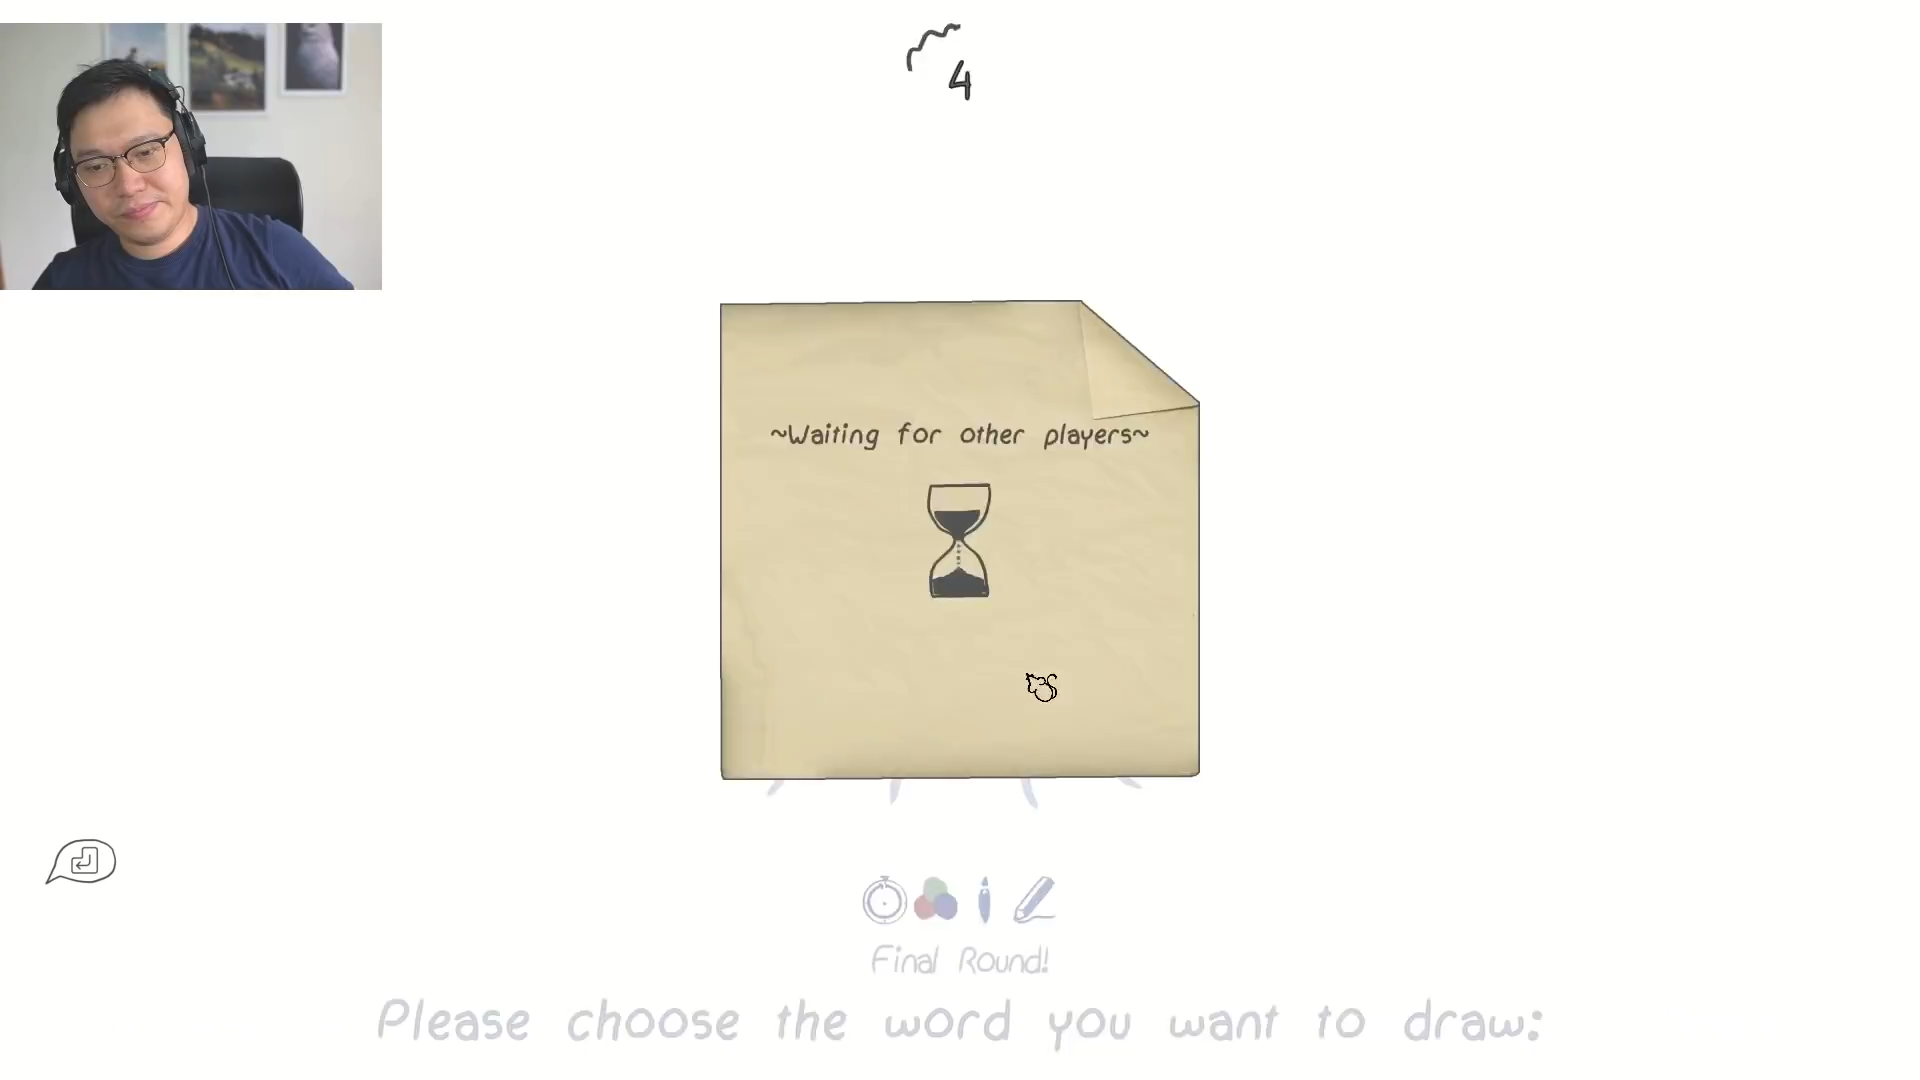 4
~Waiting for other players~
Final Round!
Please choose the word you want to draw: